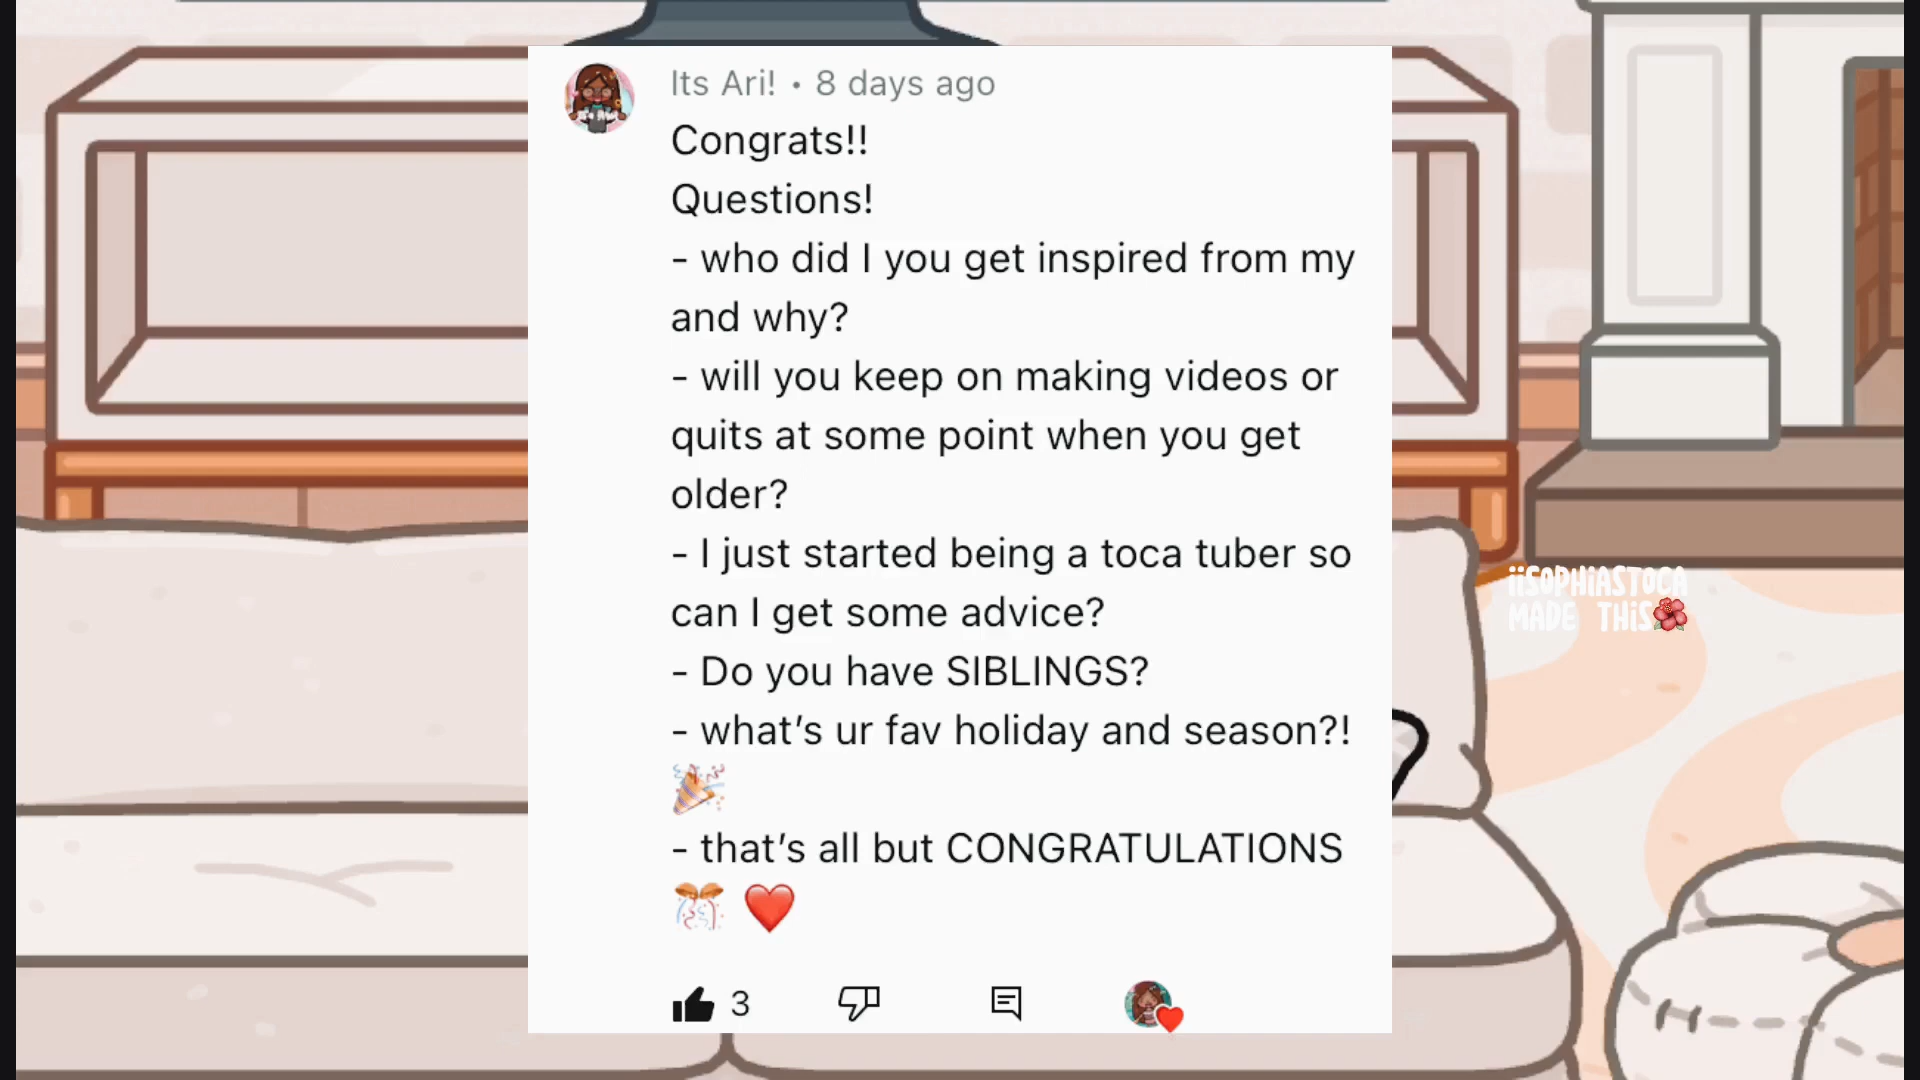 Its Ari! • 8 days ago
Congrats!!
Questions!
- who did I you get inspired from my
and why?
- will you keep on making videos or
quits at some point when you get
older?
- I just started being a toca tuber so
can I get some advice?
- Do you have SIBLINGS?
- what’s ur fav holiday and season?!
🎉
- that’s all but CONGRATULATIONS
🎊 ❤️
3
iiSOPHIASTOCA
MADE THIS🌺